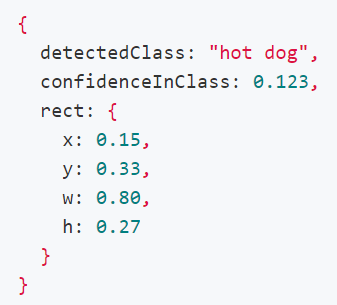 {
  detectedClass: "hot dog",
  confidenceInClass: 0.123,
  rect: {
    x: 0.15,
    y: 0.33,
    w: 0.80,
    h: 0.27
  }
}